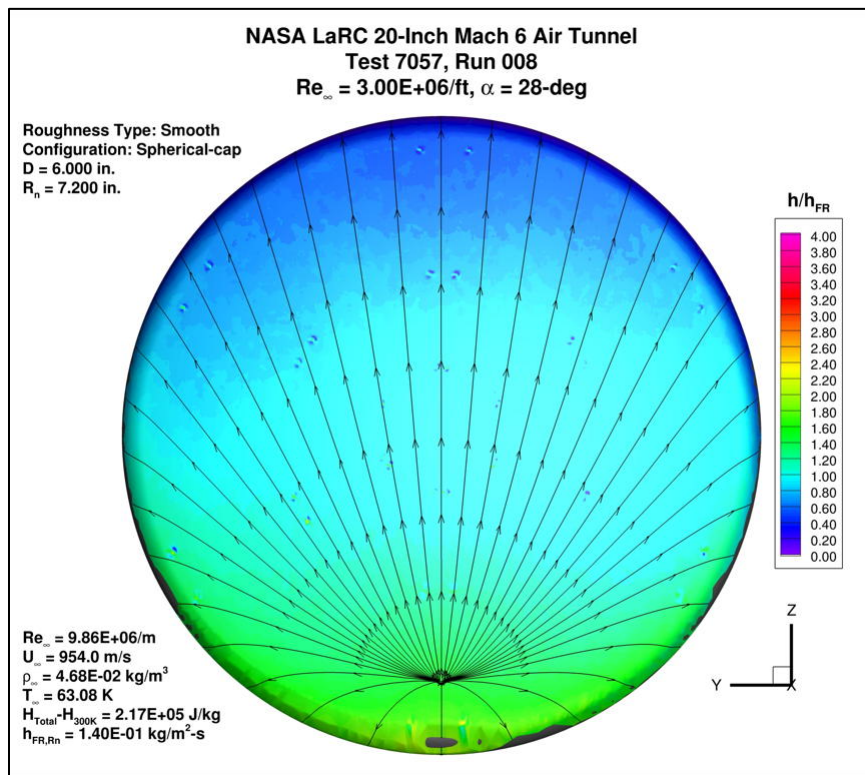 NASA LaRC 20-Inch Mach 6 Air Tunnel
Test 7057, Run 008
Re∞ = 3.00E+06/ft, α = 28-deg
Roughness Type: Smooth
Configuration: Spherical-cap
D = 6.000 in.
Rn = 7.200 in.
h/hFR
4.00
3.80
3.60
3.40
3.20
3.00
2.80
2.60
2.40
2.20
2.00
1.80
1.60
1.40
1.20
1.00
0.80
0.60
0.40
0.20
0.00
Re∞ = 9.86E+06/m
U∞ = 954.0 m/s
ρ∞ = 4.68E-02 kg/m³
T∞ = 63.08 K
HTotal-H300K = 2.17E+05 J/kg
hFR,Rn = 1.40E-01 kg/m²-s
Z
Y
X